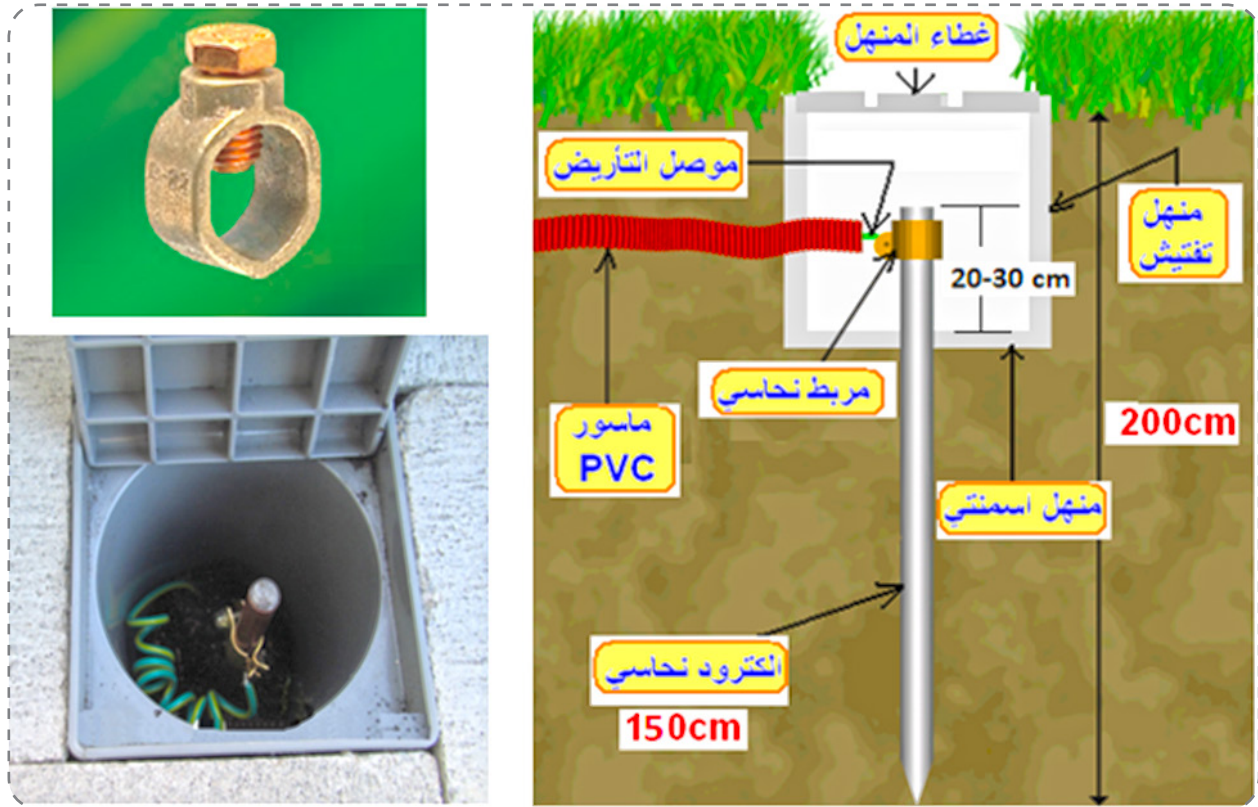 غطاء المنهل
موصل التأريض
منهل
تفتيش
20-30 cm
مربط نحاسي
ماسور
PVC
200cm
منهل اسمنتي
الكترود نحاسي
150cm